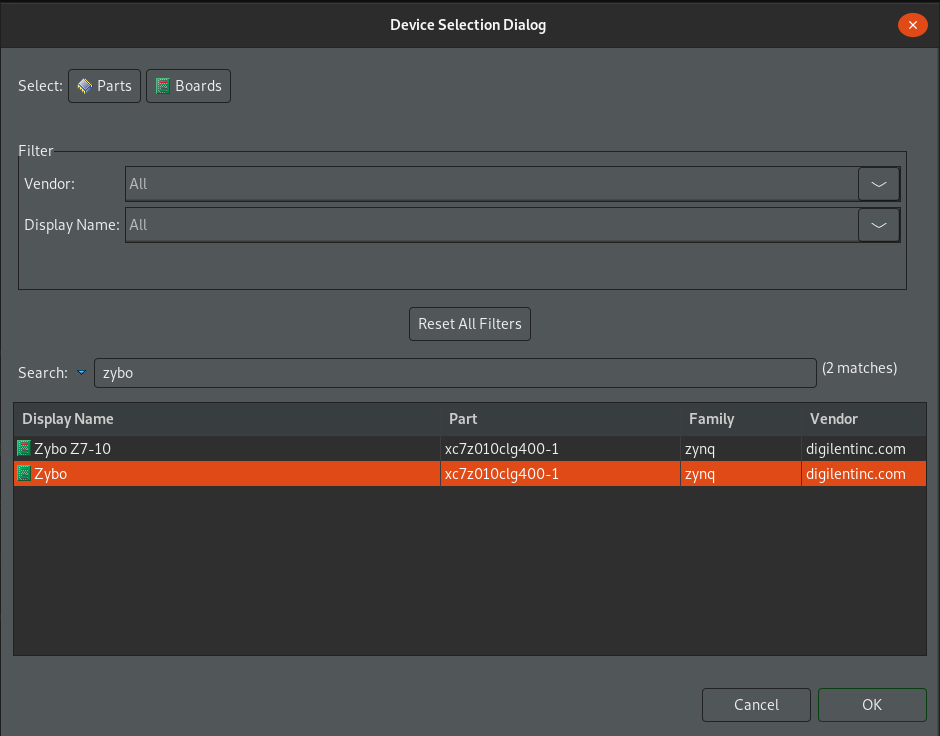 Device Selection Dialog
Select: Parts Boards
Filter
Vendor: All
Display Name: All
Reset All Filters
Search: zybo (2 matches)
Display Name Part Family Vendor
Zybo Z7-10 xc7z010clg400-1 zynq digilentinc.com
Zybo xc7z010clg400-1 zynq digilentinc.com
Cancel OK